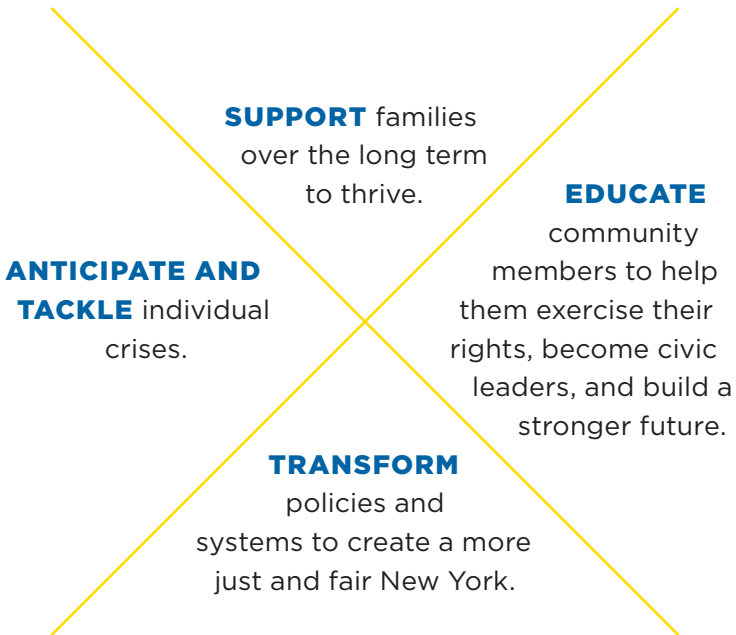 SUPPORT families
over the long term
to thrive.
EDUCATE
community
members to help
them exercise their
rights, become civic
leaders, and build a
stronger future.
ANTICIPATE AND
TACKLE individual
crises.
TRANSFORM
policies and
systems to create a more
just and fair New York.